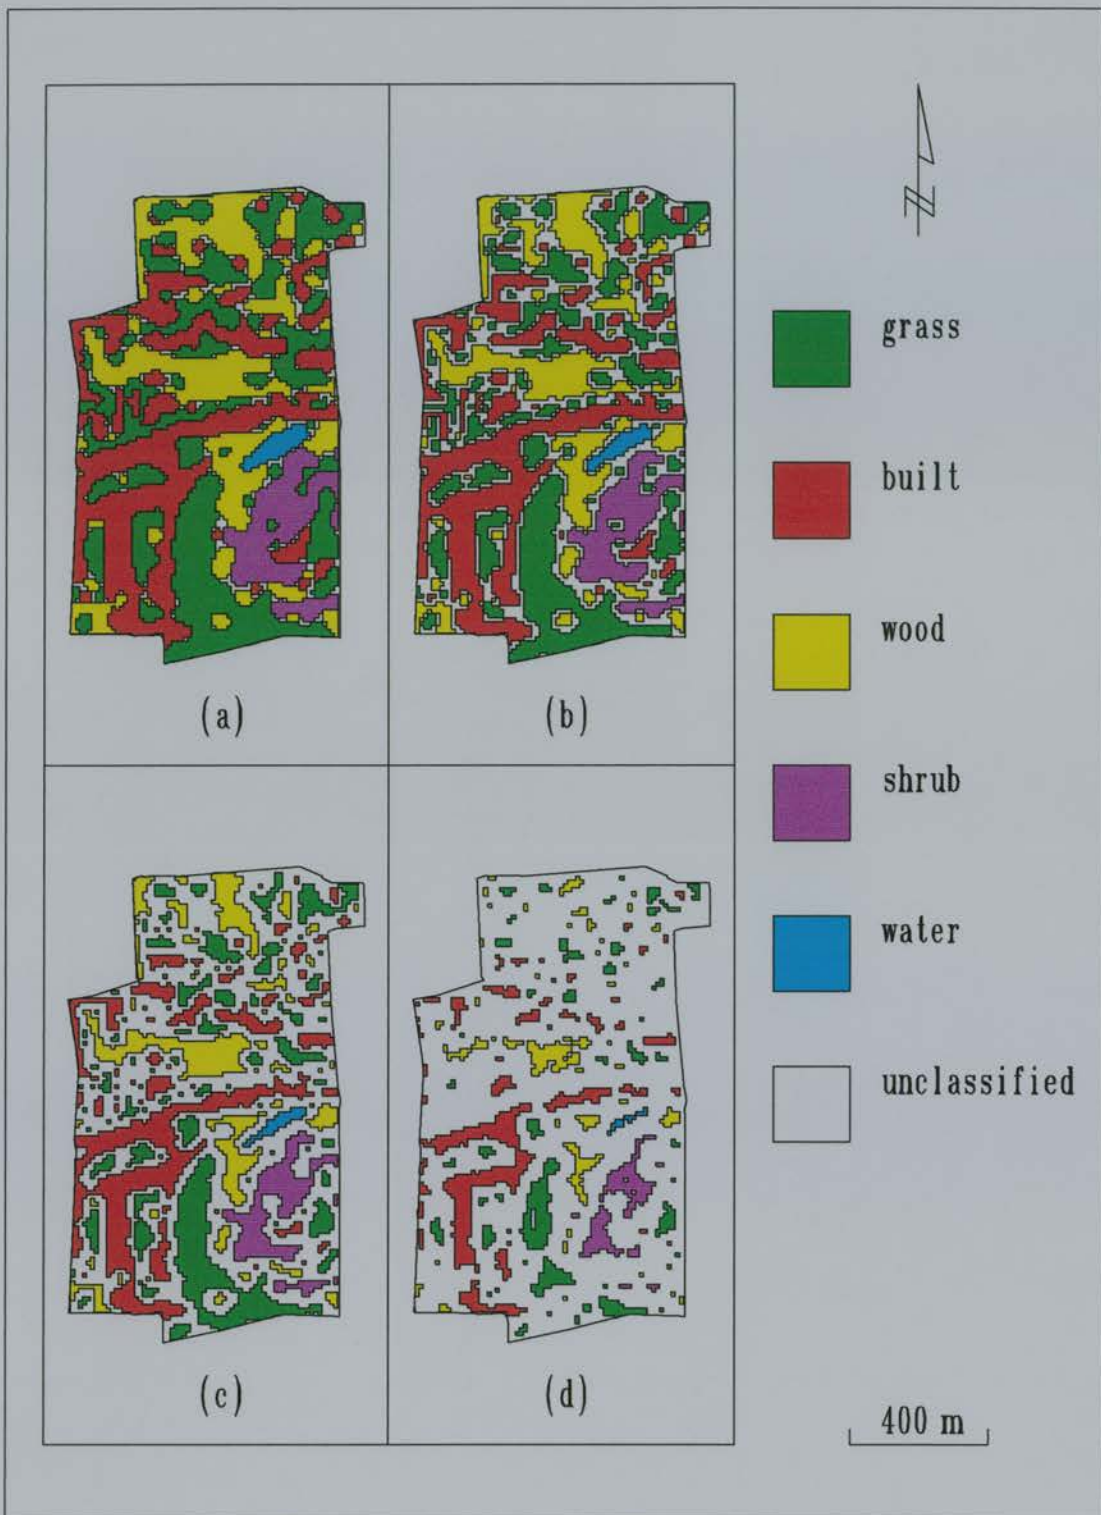 grass
built
wood
(a)
(b)
shrub
water
unclassified
(c)
(d)
400 m